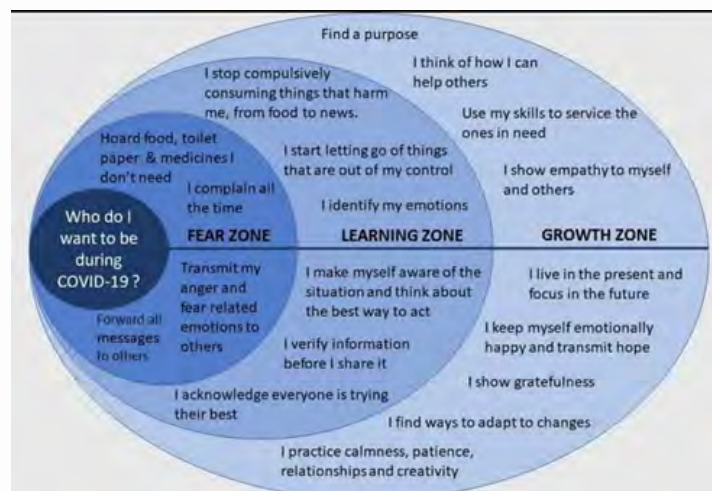 Find a purpose
I think of how I can
help others
I stop compulsively
consuming things that harm
me, from food to news.
Use my skills to service the
ones in need
Hoard food, toilet
paper & medicines I
don't need
I start letting go of things
that are out of my control
I complain all
the time
I show empathy to myself
and others
I identify my emotions
Who do I
want to be
during
COVID-19 ?
FEAR ZONE
LEARNING ZONE
GROWTH ZONE
Transmit my
anger and
fear related
emotions to
others
I make myself aware of the
situation and think about
the best way to act
I live in the present and
focus in the future
Forward all
messages
to others
I verify information
before I share it
I keep myself emotionally
happy and transmit hope
I show gratefulness
I acknowledge everyone is trying
their best
I find ways to adapt to changes
I practice calmness, patience,
relationships and creativity